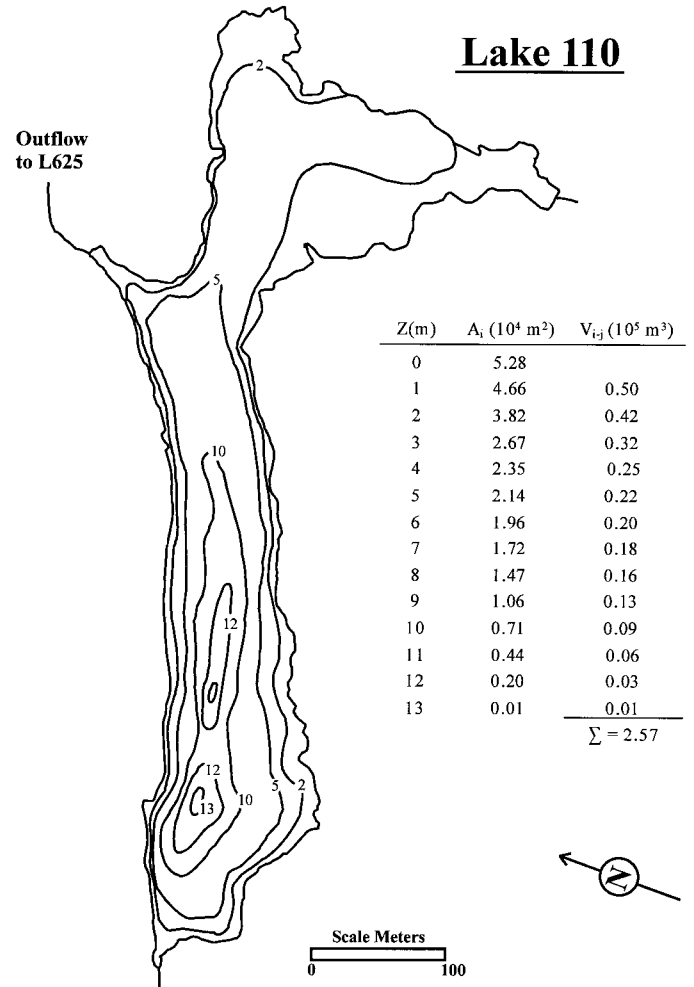 Lake 110
2
Outflow
to L625
5
Z(m) Aᵢ (10⁴ m²) Vᵢ₋ⱼ (10⁵ m³)
0 5.28
1 4.66 0.50
2 3.82 0.42
3 2.67 0.32
4 2.35 0.25
5 2.14 0.22
6 1.96 0.20
7 1.72 0.18
8 1.47 0.16
9 1.06 0.13
10 0.71 0.09
11 0.44 0.06
12 0.20 0.03
13 0.01 0.01
∑ = 2.57
10
12
12
13
10
5
2
N
Scale Meters
0 100